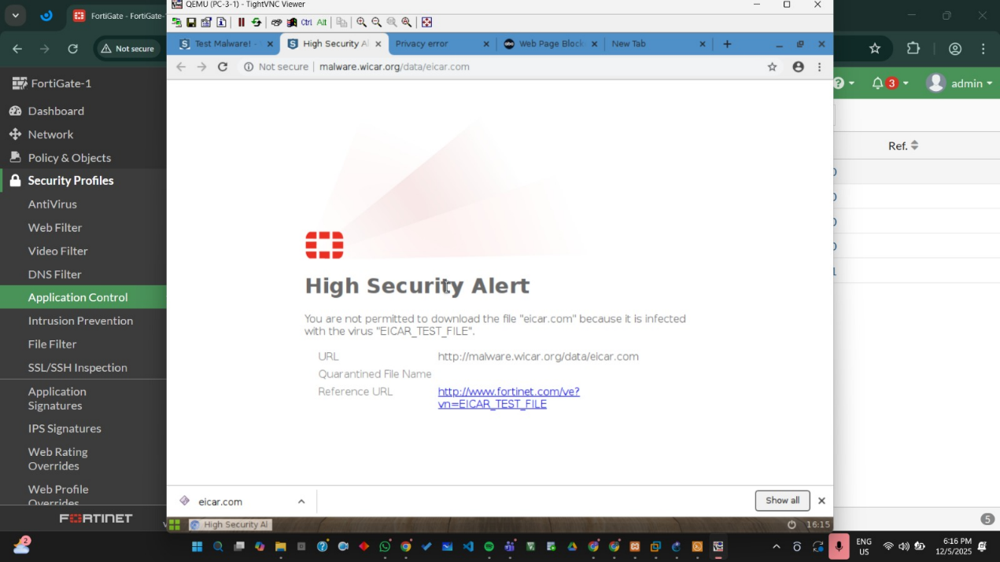 QEMU (PC-3-1) - TightVNC Viewer
FortiGate - FortiGate-
Ctrl Alt
Test Malware! -
High Security Al
Privacy error
Web Page Block
New Tab
Not secure
Not secure | malware.wicar.org/data/eicar.com
FortiGate-1
3
admin
Dashboard
Network
Policy & Objects
Security Profiles
AntiVirus
Web Filter
Video Filter
DNS Filter
Application Control
Intrusion Prevention
File Filter
SSL/SSH Inspection
Application
Signatures
IPS Signatures
Web Rating
Overrides
Web Profile
Overrides
FORTINET
v
Ref.
0
0
0
0
1
5
High Security Alert
You are not permitted to download the file "eicar.com" because it is infected
with the virus "EICAR_TEST_FILE".
URL
http://malware.wicar.org/data/eicar.com
Quarantined File Name
Reference URL
http://www.fortinet.com/ve?
vn=EICAR_TEST_FILE
eicar.com
Show all
High Security Al
16:15
2
ENG
US
6:16 PM
12/5/2025